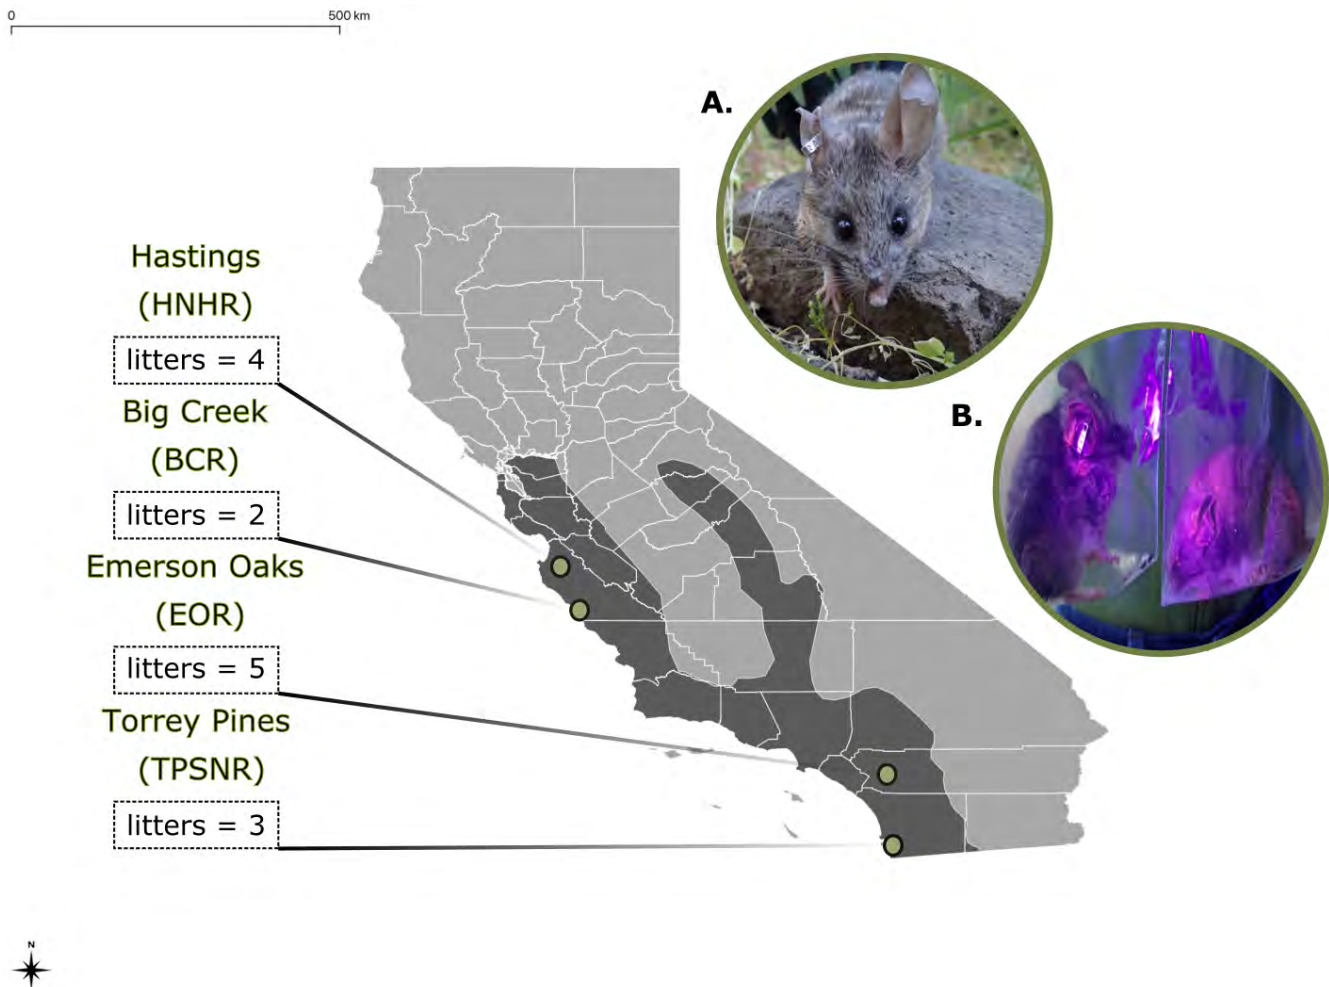 0 500 km
A.
Hastings
(HNHR)
litters = 4
Big Creek
(BCR)
B.
litters = 2
Emerson Oaks
(EOR)
litters = 5
Torrey Pines
(TPSNR)
litters = 3
N